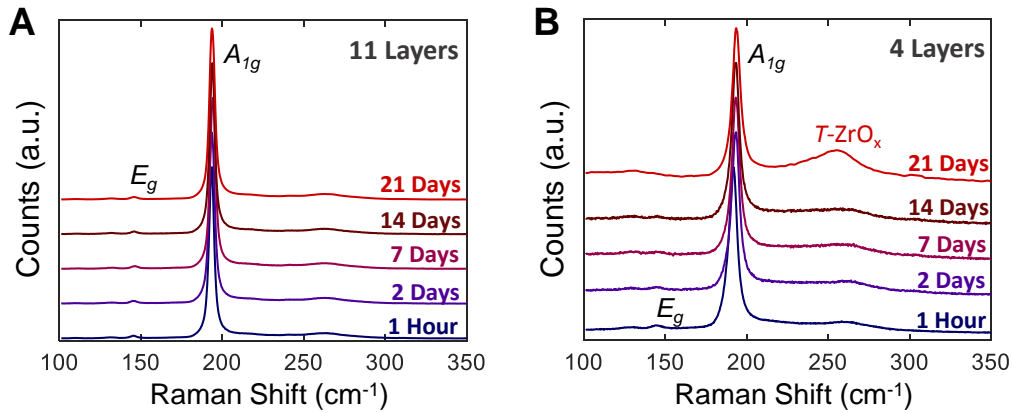 A
11 Layers
A1g
Eg
21 Days
14 Days
7 Days
2 Days
1 Hour
Counts (a.u.)
100 150 200 250 300 350
Raman Shift (cm-1)
B
4 Layers
A1g
T-ZrOx
21 Days
14 Days
7 Days
2 Days
Eg
1 Hour
Counts (a.u.)
100 150 200 250 300 350
Raman Shift (cm-1)